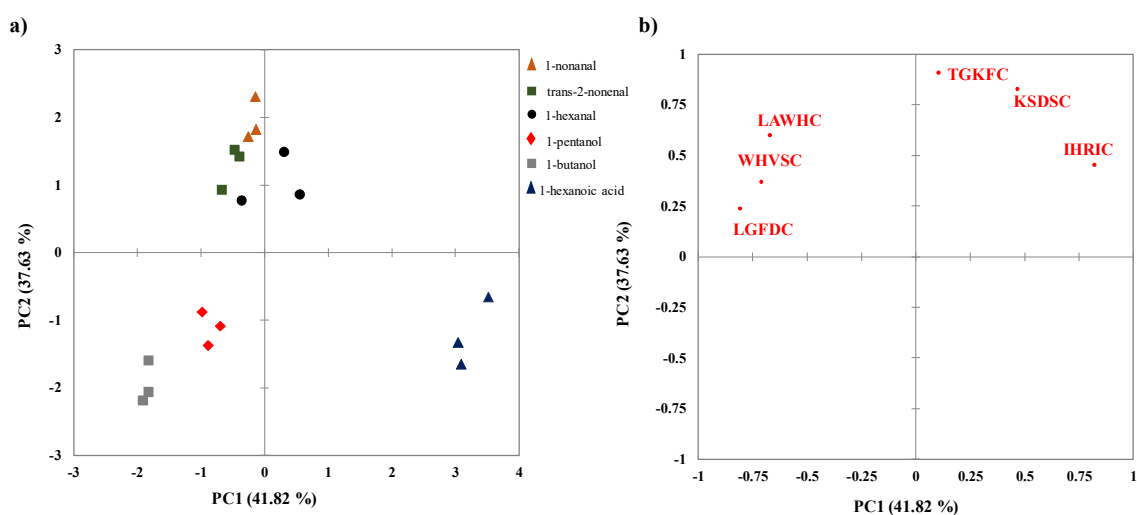 a)
3
2
1
0
-1
-2
-3
-3
-2
-1
0
1
2
3
4
PC2 (37.63 %)
PC1 (41.82 %)
1-nonanal
trans-2-nonenal
1-hexanal
1-pentanol
1-butanol
1-hexanoic acid
b)
1
0.75
0.5
0.25
0
-0.25
-0.5
-0.75
-1
-1
-0.75
-0.5
-0.25
0
0.25
0.5
0.75
1
PC2 (37.63 %)
PC1 (41.82 %)
TGKFC
KSDSC
LAWHC
IHRIC
WHVSC
LGFDC